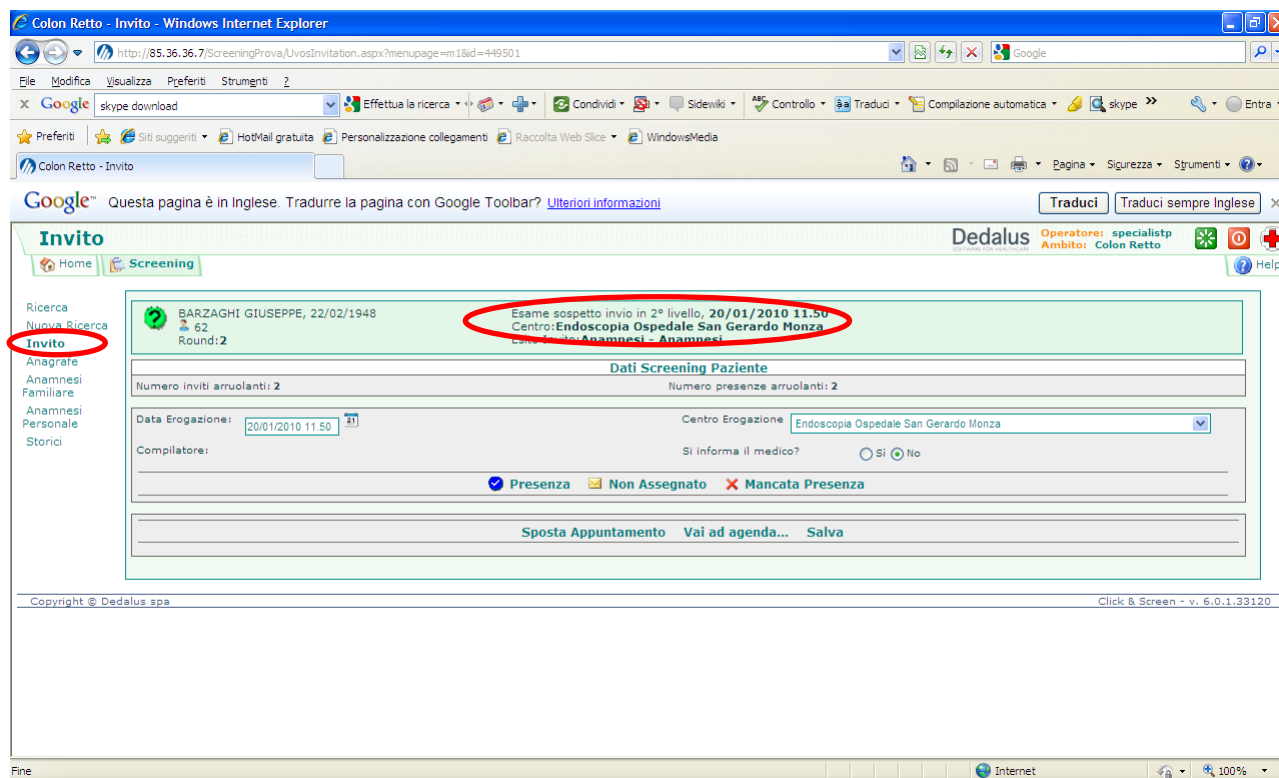 Colon Retto - Invito - Windows Internet Explorer
http://85.36.36.7/ScreeningProva/UvosInvitation.aspx?menupage=m1&id=449501
Google
File Modifica Visualizza Preferiti Strumenti ?
x Google skype download Effettua la ricerca Condividi Sidewiki ABC Controllo Traduci Compilazione automatica skype » Entra
Preferiti Siti suggeriti HotMail gratuita Personalizzazione collegamenti Raccolta Web Slice WindowsMedia
Colon Retto - Invito Pagina Sicurezza Strumenti
Google™ Questa pagina è in Inglese. Tradurre la pagina con Google Toolbar? Ulteriori informazioni Traduci Traduci sempre Inglese ×
Invito Dedalus Operatore: specialistp
SOFTWARE FOR HEALTHCARE Ambito: Colon Retto
Home Screening Help
Ricerca
Nuova Ricerca
Invito
Anagrafe
Anamnesi
Familiare
Anamnesi
Personale
Storici
BARZAGHI GIUSEPPE, 22/02/1948 Esame sospetto invio in 2° livello, 20/01/2010 11.50
62 Centro:Endoscopia Ospedale San Gerardo Monza
Round:2 Esito Invito:Anamnesi - Anamnesi
Dati Screening Paziente
Numero inviti arruolanti: 2 Numero presenze arruolanti: 2
Data Erogazione: 20/01/2010 11.50 21 Centro Erogazione Endoscopia Ospedale San Gerardo Monza
Compilatore: Si informa il medico? Sì No
Presenza Non Assegnato Mancata Presenza
Sposta Appuntamento Vai ad agenda... Salva
Copyright © Dedalus spa Click & Screen - v. 6.0.1.33120
Fine Internet 100%